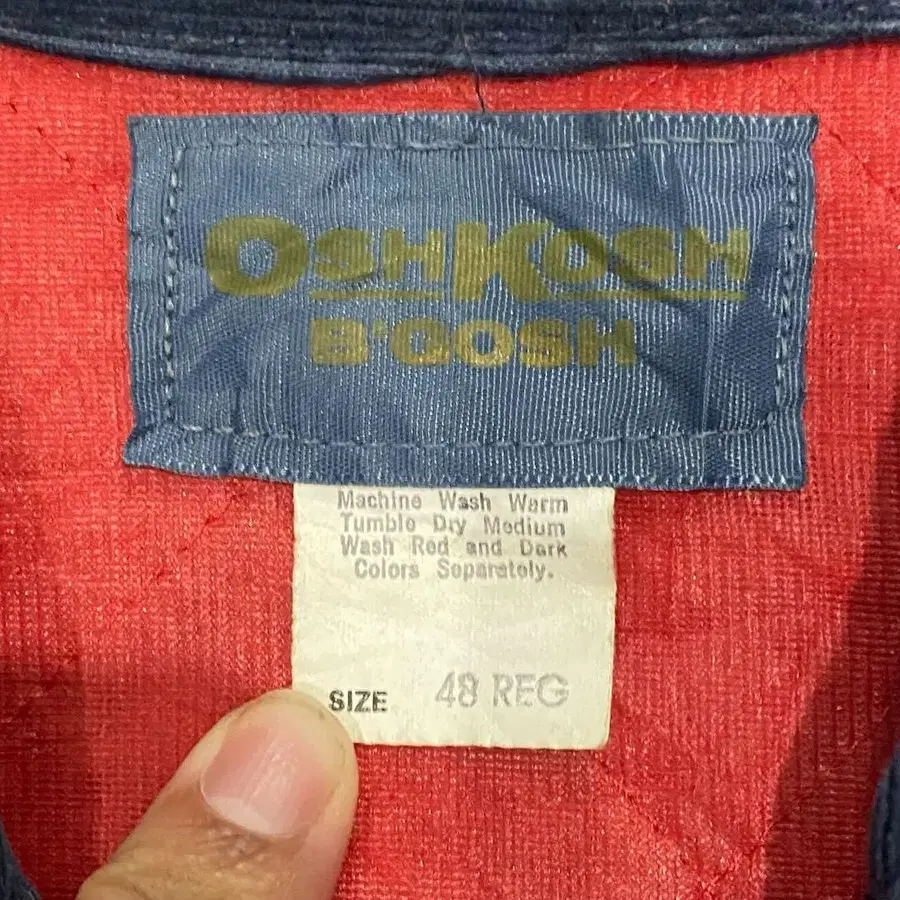 OSHKOSH
B'GOSH
Machine Wash Warm
Tumble Dry Medium
Wash Red and Dark
Colors Separately.
SIZE 48 REG